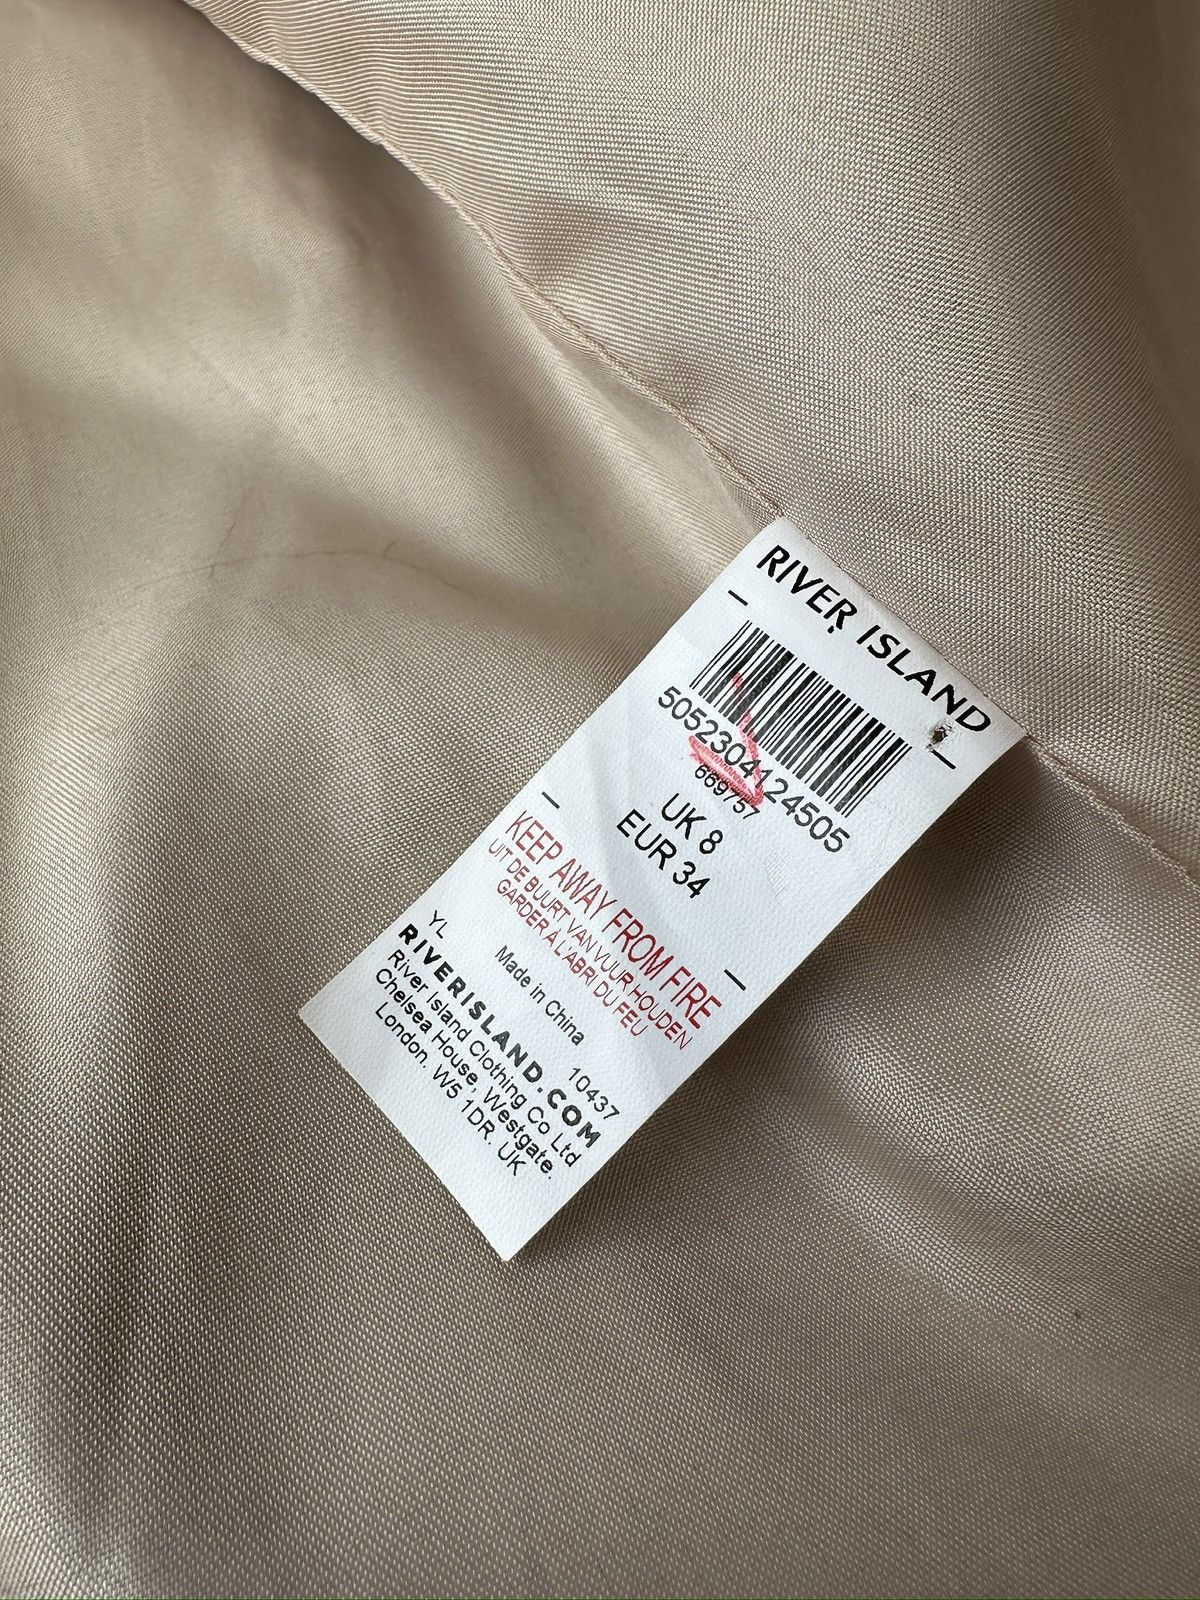 RIVER ISLAND
5052304124505
669757
UK 8
EUR 34
KEEP AWAY FROM FIRE
UIT DE BUURT VAN VUUR HOUDEN
GARDER À L'ABRI DU FEU
Made in China
YL 10437
RIVERISLAND.COM
River Island Clothing Co Ltd
Chelsea House, Westgate.
London. W5 1DR. UK